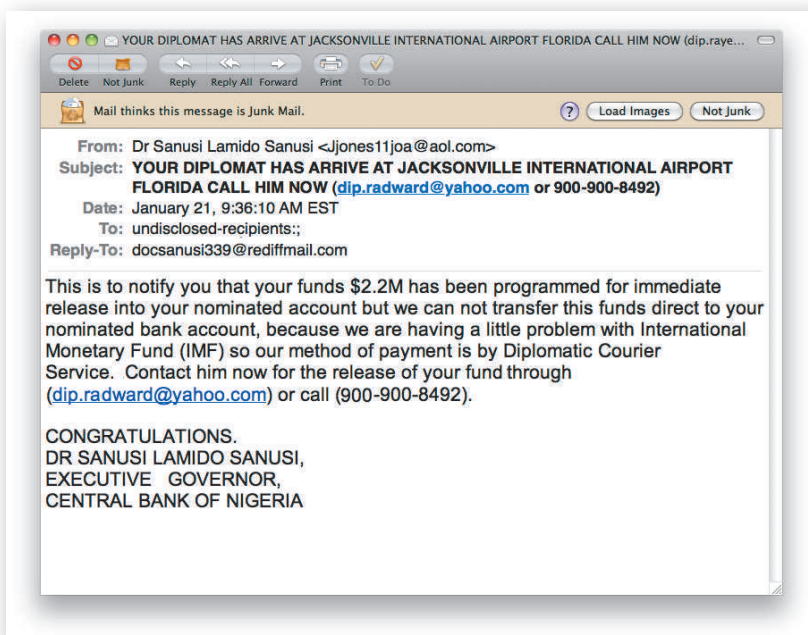 YOUR DIPLOMAT HAS ARRIVE AT JACKSONVILLE INTERNATIONAL AIRPORT FLORIDA CALL HIM NOW (dip.raye...
Delete Not Junk Reply Reply All Forward Print To Do
Mail thinks this message is Junk Mail. ? Load Images Not Junk
From: Dr Sanusi Lamido Sanusi <Jjones11joa@aol.com>
Subject: YOUR DIPLOMAT HAS ARRIVE AT JACKSONVILLE INTERNATIONAL AIRPORT
FLORIDA CALL HIM NOW (dip.radward@yahoo.com or 900-900-8492)
Date: January 21, 9:36:10 AM EST
To: undisclosed-recipients:;
Reply-To: docsanusi339@rediffmail.com
This is to notify you that your funds $2.2M has been programmed for immediate
release into your nominated account but we can not transfer this funds direct to your
nominated bank account, because we are having a little problem with International
Monetary Fund (IMF) so our method of payment is by Diplomatic Courier
Service. Contact him now for the release of your fund through
(dip.radward@yahoo.com) or call (900-900-8492).
CONGRATULATIONS.
DR SANUSI LAMIDO SANUSI,
EXECUTIVE GOVERNOR,
CENTRAL BANK OF NIGERIA